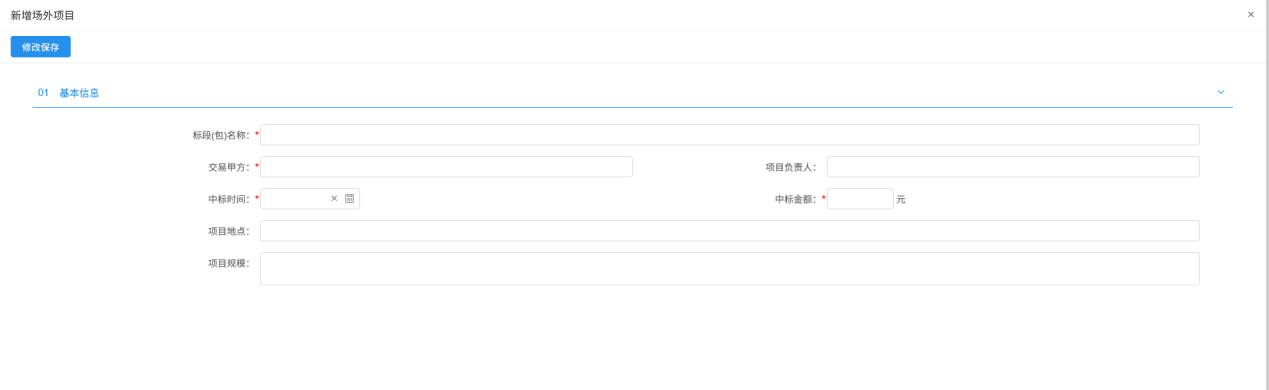 新增场外项目 ×
修改保存
01 基本信息
标段(包)名称：*
交易甲方：* 项目负责人：
中标时间：* × 中标金额：* 元
项目地点：
项目规模：